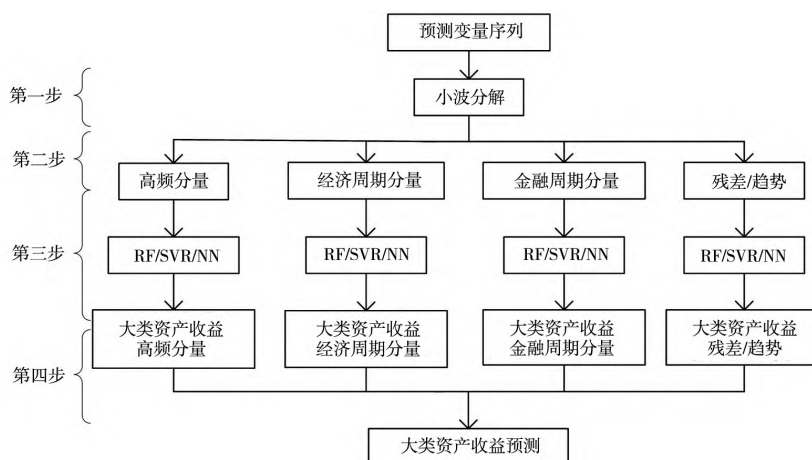 预测变量序列
第一步
小波分解
第二步
高频分量
经济周期分量
金融周期分量
残差/趋势
第三步
RF/SVR/NN
RF/SVR/NN
RF/SVR/NN
RF/SVR/NN
大类资产收益
高频分量
大类资产收益
经济周期分量
大类资产收益
金融周期分量
大类资产收益
残差/趋势
第四步
大类资产收益预测